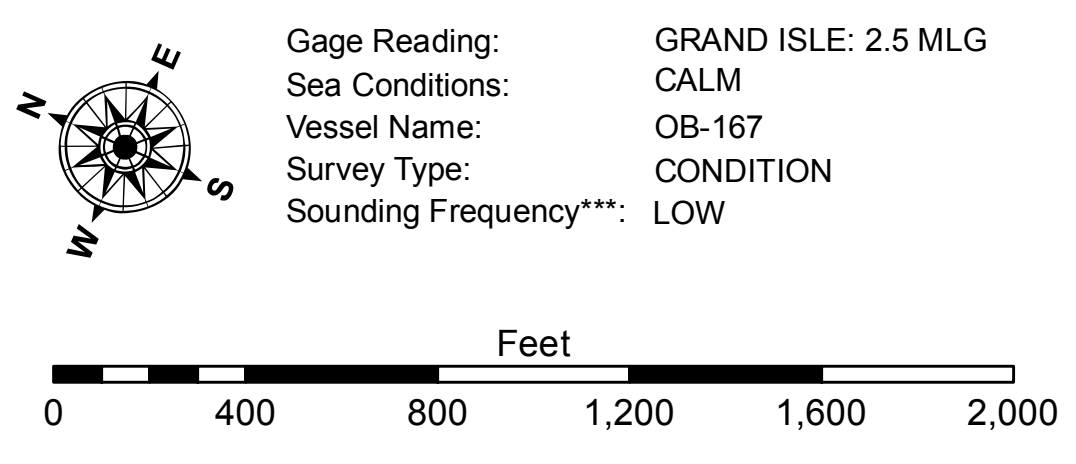 N
E
S
W
Gage Reading: GRAND ISLE: 2.5 MLG
Sea Conditions: CALM
Vessel Name: OB-167
Survey Type: CONDITION
Sounding Frequency***: LOW
Feet
0 400 800 1,200 1,600 2,000